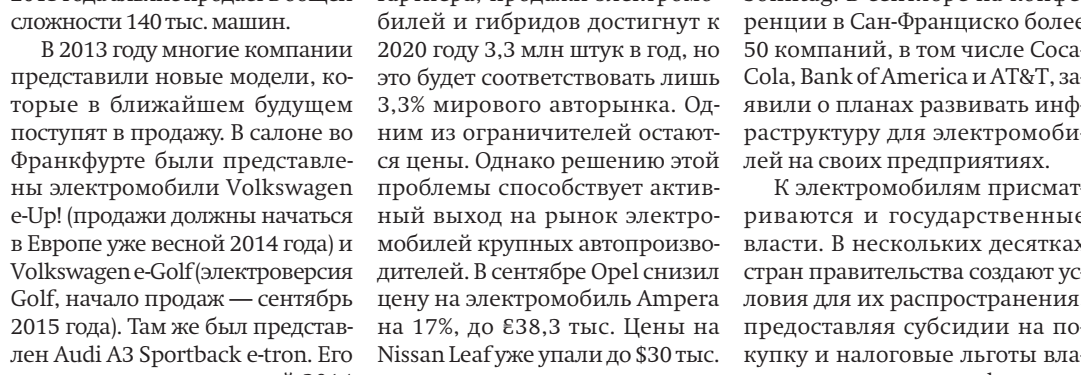 сложности 140 тыс. машин.
В 2013 году многие компании
представили новые модели, ко-
торые в ближайшем будущем
поступят в продажу. В салоне во
Франкфурте были представле-
ны электромобили Volkswagen
e-Up! (продажи должны начаться
в Европе уже весной 2014 года) и
Volkswagen e-Golf (электроверсия
Golf, начало продаж — сентябрь
2015 года). Там же был представ-
лен Audi A3 Sportback e-tron. Его
билей и гибридов достигнут к
2020 году 3,3 млн штук в год, но
это будет соответствовать лишь
3,3% мирового авторынка. Од-
ним из ограничителей остают-
ся цены. Однако решению этой
проблемы способствует актив-
ный выход на рынок электро-
мобилей крупных автопроизво-
дителей. В сентябре Opel снизил
цену на электромобиль Ampera
на 17%, до €38,3 тыс. Цены на
Nissan Leaf уже упали до $30 тыс.
ренции в Сан-Франциско более
50 компаний, в том числе Coca-
Cola, Bank of America и AT&T, за-
явили о планах развивать инф-
раструктуру для электромоби-
лей на своих предприятиях.
К электромобилям присмат-
риваются и государственные
власти. В нескольких десятках
стран правительства создают ус-
ловия для их распространения
предоставляя субсидии на по-
купку и налоговые льготы вла-